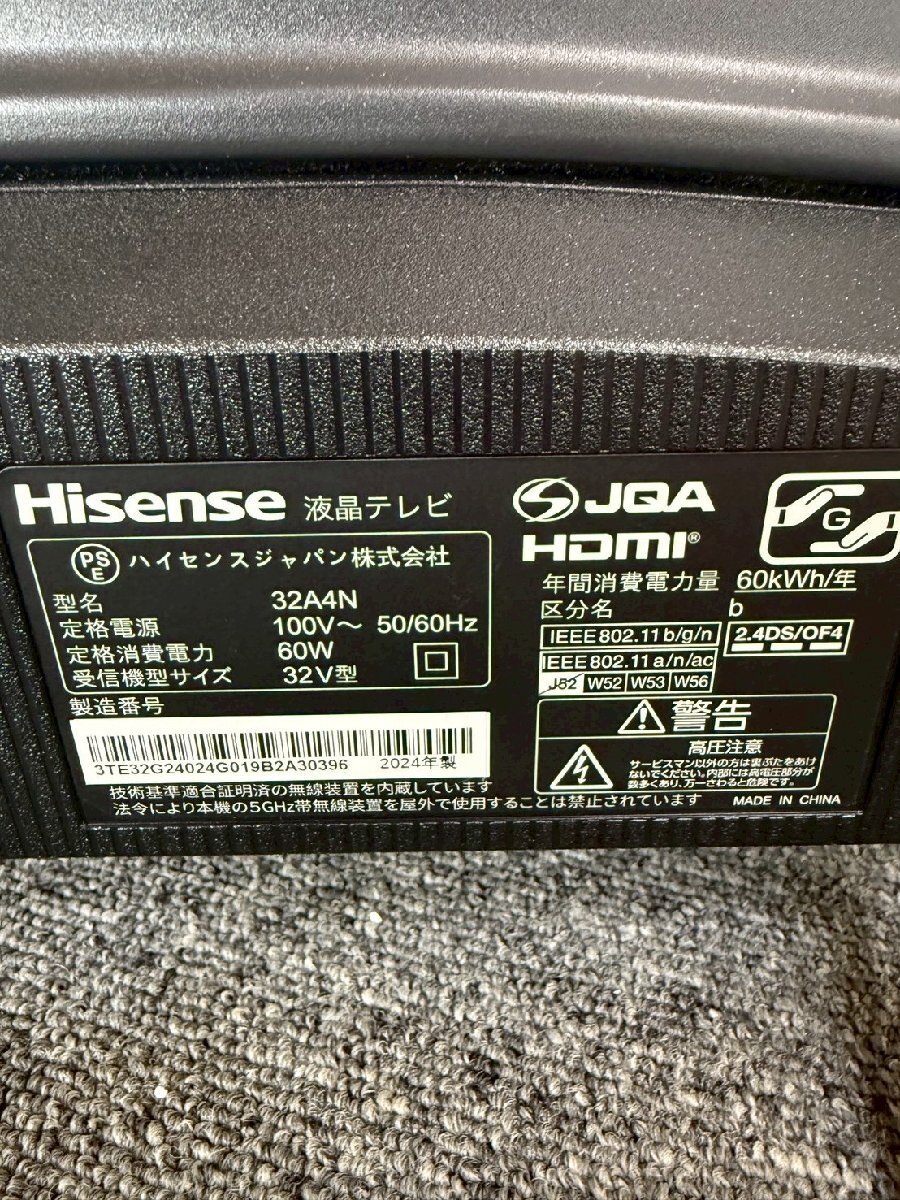 Hisense 液晶テレビ
PS
E
ハイセンスジャパン株式会社
型名 32A4N
定格電源 100V～ 50/60Hz
定格消費電力 60W
受信機型サイズ 32V型
製造番号
3TE32G24024G019B2A30396 2024年製
技術基準適合証明済の無線装置を内蔵しています
法令により本機の5GHz帯無線装置を屋外で使用することは禁止されています
JQA
HDMI®
G
年間消費電力量 60kWh/年
区分名 b
IEEE802.11b/g/n
2.4DS/OF4
IEEE802.11a/n/ac
J52 W52 W53 W56
警告
高圧注意
サービスマン以外の方は裏ぶたをあけ
ないでください。内部には高電圧部分が
数多くあり、万一さわると危険です。
MADE IN CHINA